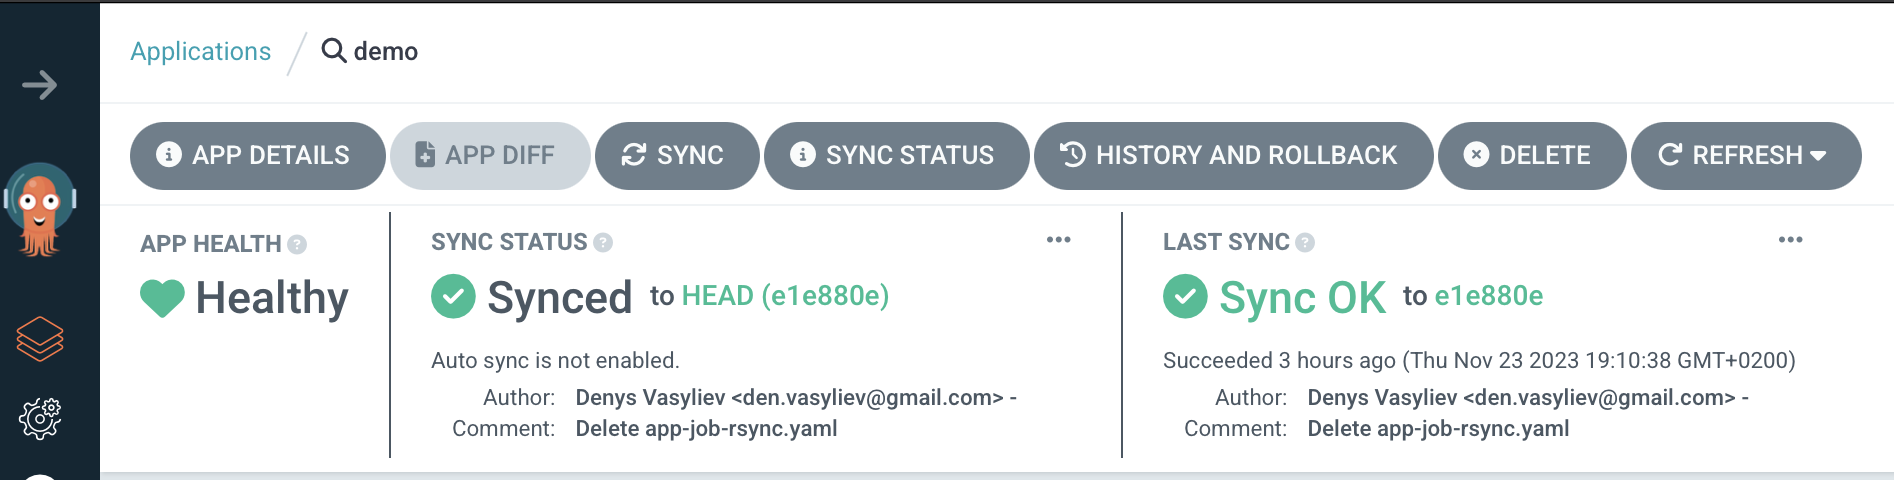 Applications / demo
APP DETAILS APP DIFF SYNC SYNC STATUS HISTORY AND ROLLBACK DELETE REFRESH
APP HEALTH ?
Healthy
SYNC STATUS ? •••
Synced to HEAD (e1e880e)
Auto sync is not enabled.
Author: Denys Vasyliev <den.vasyliev@gmail.com> -
Comment: Delete app-job-rsync.yaml
LAST SYNC ? •••
Sync OK to e1e880e
Succeeded 3 hours ago (Thu Nov 23 2023 19:10:38 GMT+0200)
Author: Denys Vasyliev <den.vasyliev@gmail.com> -
Comment: Delete app-job-rsync.yaml